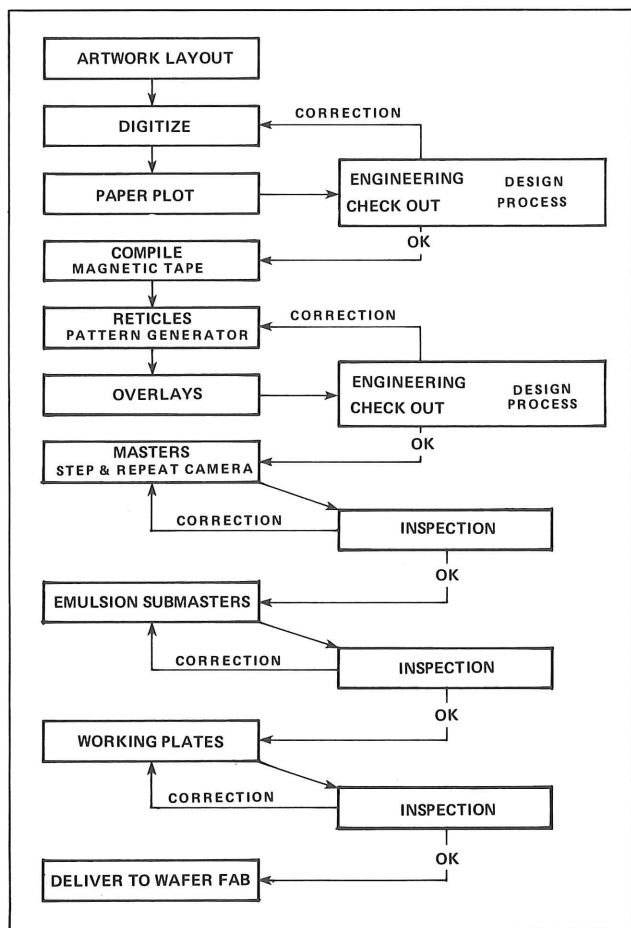 ARTWORK LAYOUT
CORRECTION
DIGITIZE
ENGINEERING DESIGN
CHECK OUT PROCESS
PAPER PLOT
OK
COMPILE
MAGNETIC TAPE
CORRECTION
RETICLES
PATTERN GENERATOR
ENGINEERING DESIGN
CHECK OUT PROCESS
OVERLAYS
OK
MASTERS
STEP & REPEAT CAMERA
CORRECTION
INSPECTION
OK
EMULSION SUBMASTERS
CORRECTION
INSPECTION
OK
WORKING PLATES
CORRECTION
INSPECTION
OK
DELIVER TO WAFER FAB